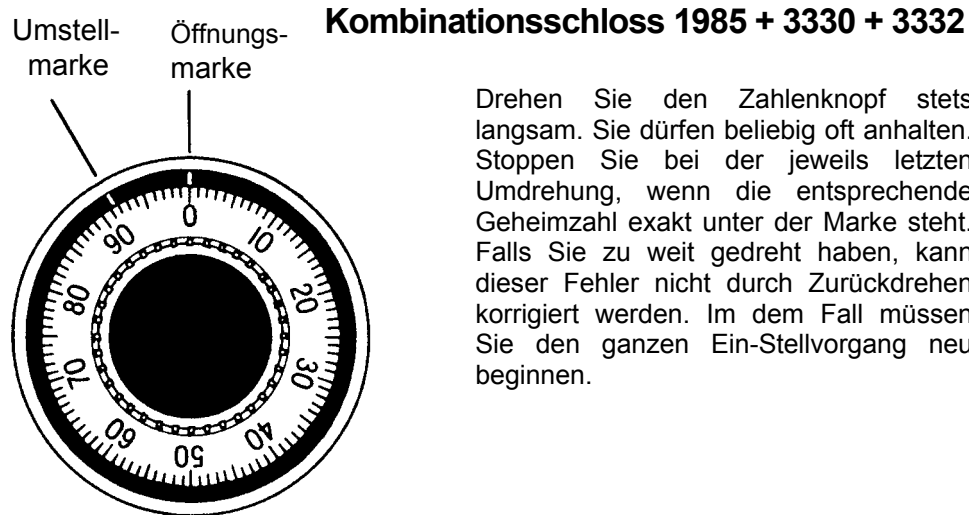 Kombinationsschloss 1985 + 3330 + 3332
Umstell-
marke
Öffnungs-
marke
Drehen Sie den Zahlenknopf stets
langsam. Sie dürfen beliebig oft anhalten.
Stoppen Sie bei der jeweils letzten
Umdrehung, wenn die entsprechende
Geheimzahl exakt unter der Marke steht.
Falls Sie zu weit gedreht haben, kann
dieser Fehler nicht durch Zurückdrehen
korrigiert werden. Im dem Fall müssen
Sie den ganzen Ein-Stellvorgang neu
beginnen.
0
10
20
30
40
50
60
70
80
90